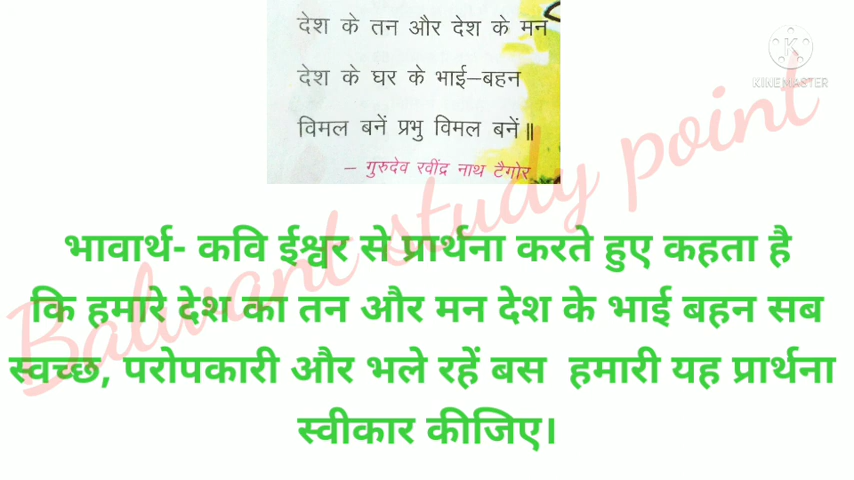 देश के तन और देश के मन
देश के घर के भाई–बहन
विमल बनें प्रभु विमल बनें॥
– गुरुदेव रवींद्र नाथ टैगोर
KINEMASTER
Balwant study point
भावार्थ- कवि ईश्वर से प्रार्थना करते हुए कहता है
कि हमारे देश का तन और मन देश के भाई बहन सब
स्वच्छ, परोपकारी और भले रहें बस हमारी यह प्रार्थना
स्वीकार कीजिए।